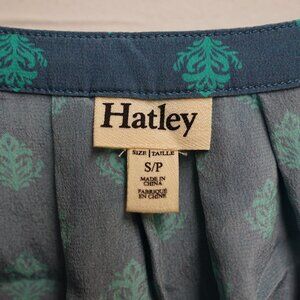 Hatley
SIZE | TAILLE
S/P
MADE IN
CHINA
FABRIQUÉ
EN CHINE